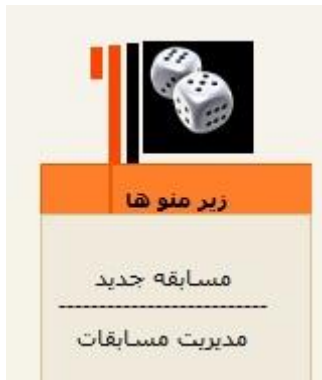 زیر منو ها
مسابقه جدید
مدیریت مسابقات